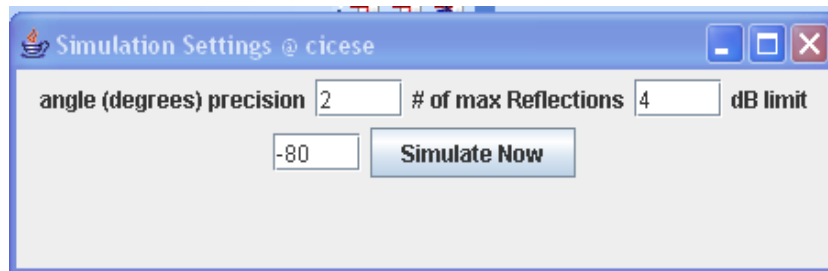 Simulation Settings @ cicese
angle (degrees) precision 2 # of max Reflections 4 dB limit
-80 Simulate Now